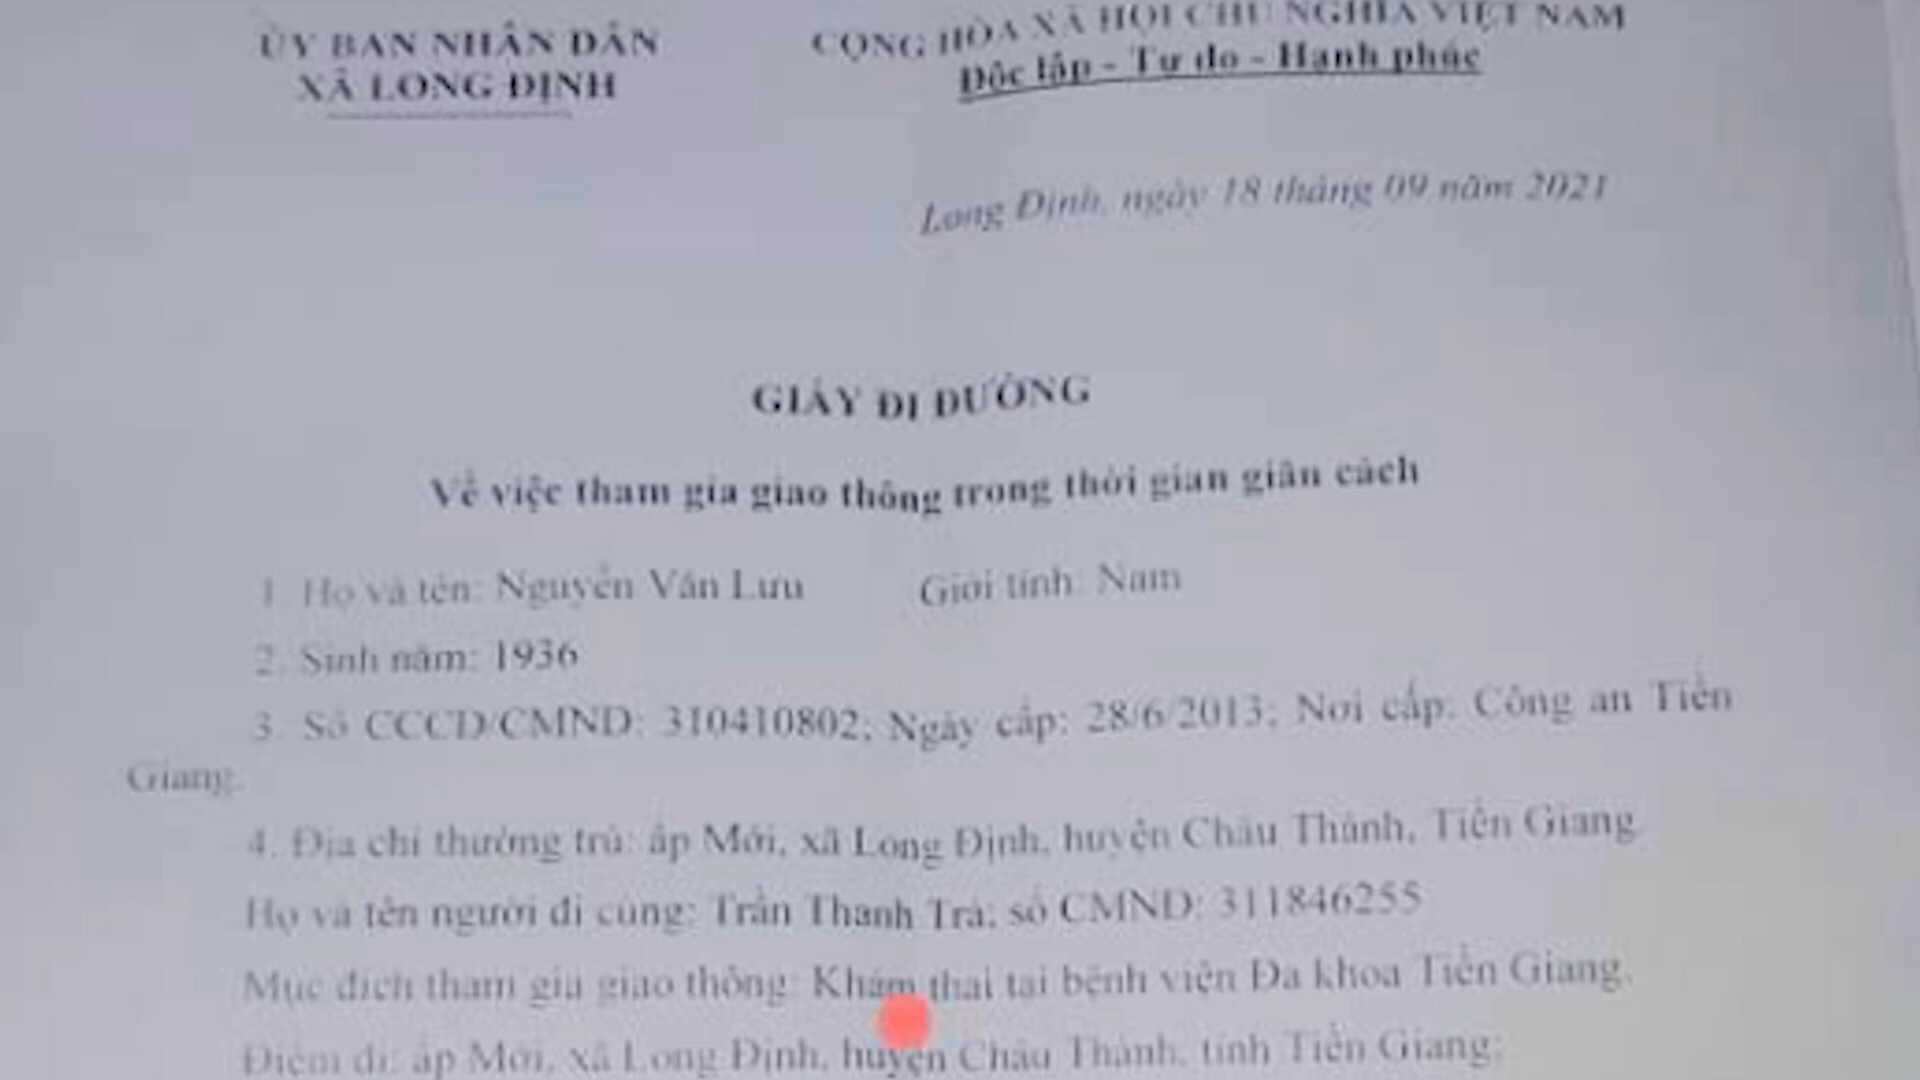 ỦY BAN NHÂN DÂN
XÃ LONG ĐỊNH
CỘNG HÒA XÃ HỘI CHỦ NGHĨA VIỆT NAM
Độc lập - Tự do - Hạnh phúc
Long Định, ngày 18 tháng 09 năm 2021
GIẤY ĐI ĐƯỜNG
Về việc tham gia giao thông trong thời gian giãn cách
1. Họ và tên: Nguyễn Văn Lưu Giới tính: Nam
2. Sinh năm: 1936
3. Số CCCD/CMND: 310410802; Ngày cấp: 28/6/2013; Nơi cấp: Công an Tiền
Giang.
4. Địa chỉ thường trú: ấp Mới, xã Long Định, huyện Châu Thành, Tiền Giang.
Họ và tên người đi cùng: Trần Thanh Trà; số CMND: 311846255
Mục đích tham gia giao thông: Khám thai tại bệnh viện Đa khoa Tiền Giang.
Điểm đi: ấp Mới, xã Long Định, huyện Châu Thành, tỉnh Tiền Giang;